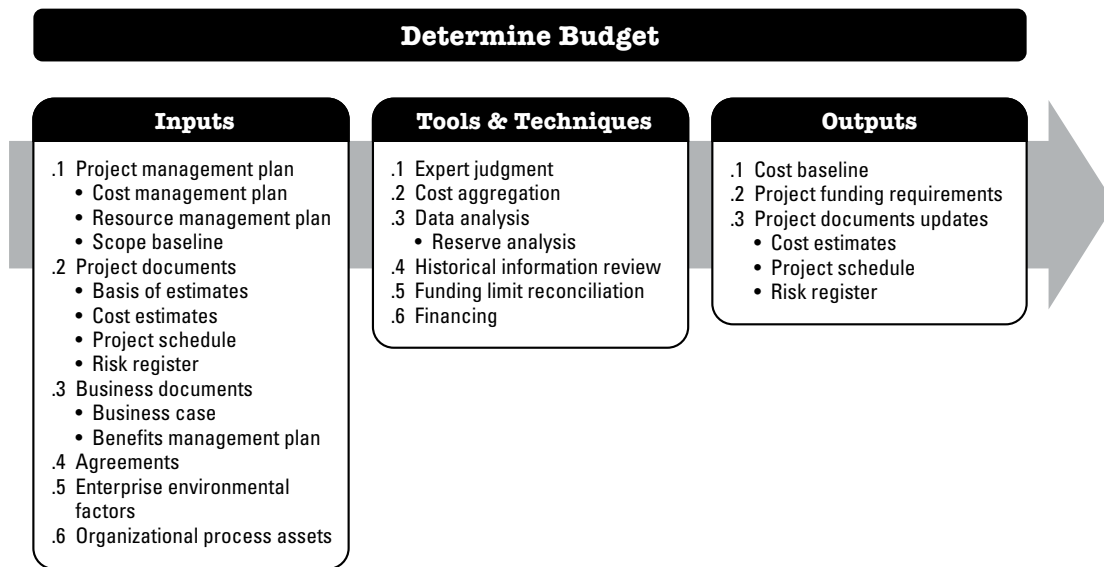 Determine Budget
Inputs
.1 Project management plan
• Cost management plan
• Resource management plan
• Scope baseline
.2 Project documents
• Basis of estimates
• Cost estimates
• Project schedule
• Risk register
.3 Business documents
• Business case
• Benefits management plan
.4 Agreements
.5 Enterprise environmental
factors
.6 Organizational process assets
Tools & Techniques
.1 Expert judgment
.2 Cost aggregation
.3 Data analysis
• Reserve analysis
.4 Historical information review
.5 Funding limit reconciliation
.6 Financing
Outputs
.1 Cost baseline
.2 Project funding requirements
.3 Project documents updates
• Cost estimates
• Project schedule
• Risk register